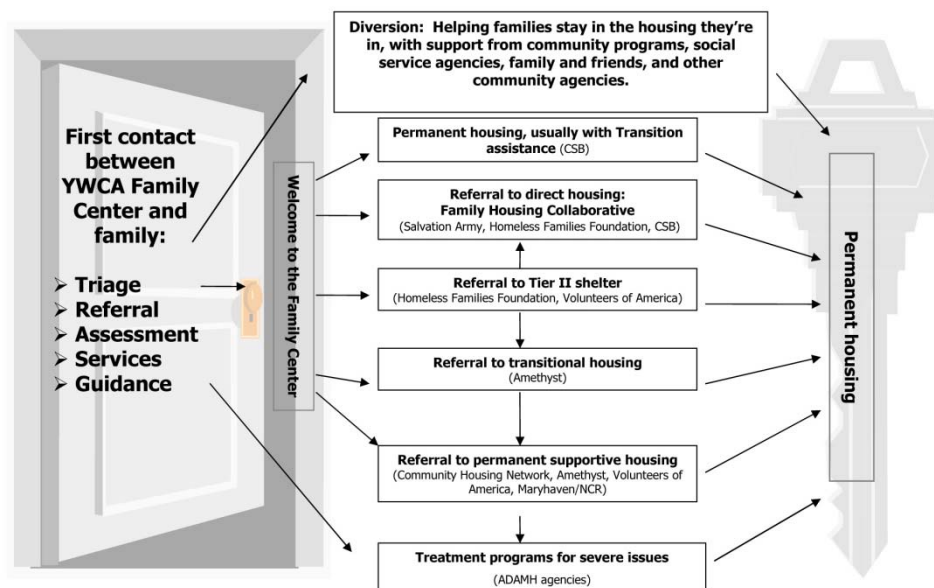 Diversion: Helping families stay in the housing they're
in, with support from community programs, social
service agencies, family and friends, and other
community agencies.
First contact
between
YWCA Family
Center and
family:
➢ Triage
➢ Referral
➢ Assessment
➢ Services
➢ Guidance
Welcome to the Family Center
Permanent housing, usually with Transition
assistance (CSB)
Referral to direct housing:
Family Housing Collaborative
(Salvation Army, Homeless Families Foundation, CSB)
Referral to Tier II shelter
(Homeless Families Foundation, Volunteers of America)
Referral to transitional housing
(Amethyst)
Referral to permanent supportive housing
(Community Housing Network, Amethyst, Volunteers of
America, Maryhaven/NCR)
Treatment programs for severe issues
(ADAMH agencies)
Permanent housing